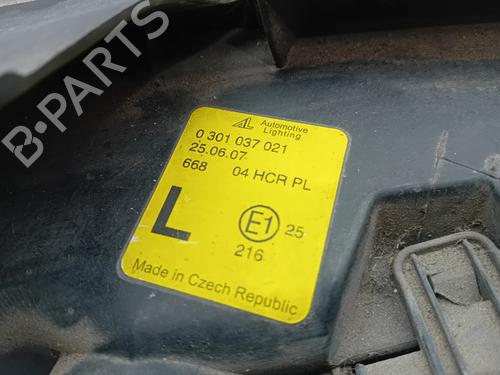 B-PARTS
AL Automotive
Lighting
0 301 037 021
25.06.07
668 04 HCR PL
L E1 25
216
Made in Czech Republic